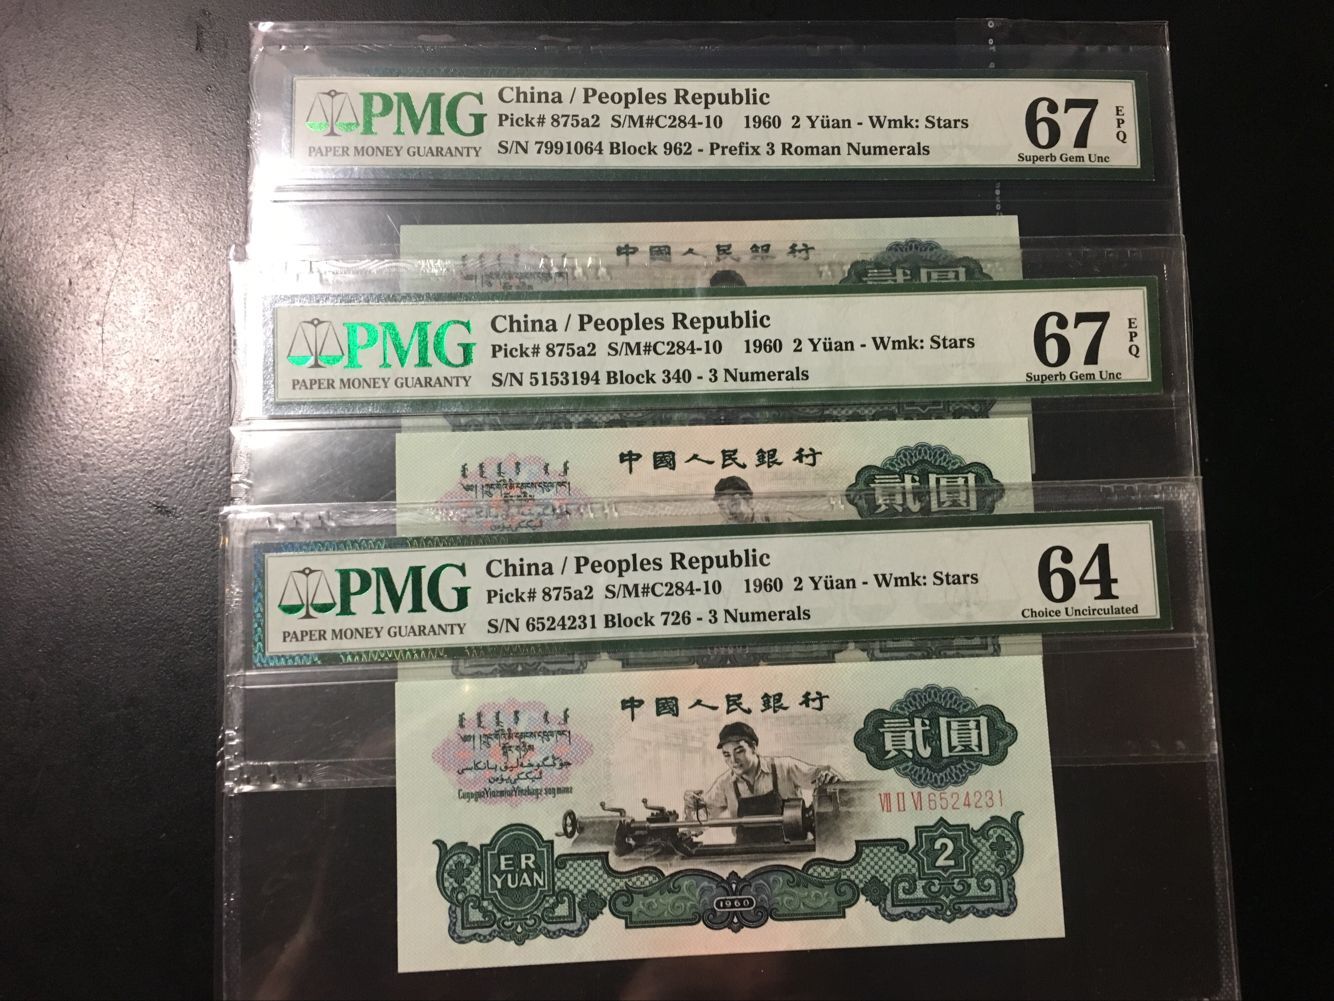 PMG
PAPER MONEY GUARANTY
China / Peoples Republic
Pick# 875a2 S/M#C284-10 1960 2 Yüan - Wmk: Stars
S/N 7991064 Block 962 - Prefix 3 Roman Numerals
67
EPQ
Superb Gem Unc
中國人民銀行
貳圓
PMG
PAPER MONEY GUARANTY
China / Peoples Republic
Pick# 875a2 S/M#C284-10 1960 2 Yüan - Wmk: Stars
S/N 5153194 Block 340 - 3 Numerals
67
EPQ
Superb Gem Unc
中國人民銀行
貳圓
PMG
PAPER MONEY GUARANTY
China / Peoples Republic
Pick# 875a2 S/M#C284-10 1960 2 Yüan - Wmk: Stars
S/N 6524231 Block 726 - 3 Numerals
64
Choice Uncirculated
中國人民銀行
貳圓
VII II VI 6524231
ER
YUAN
1960
2